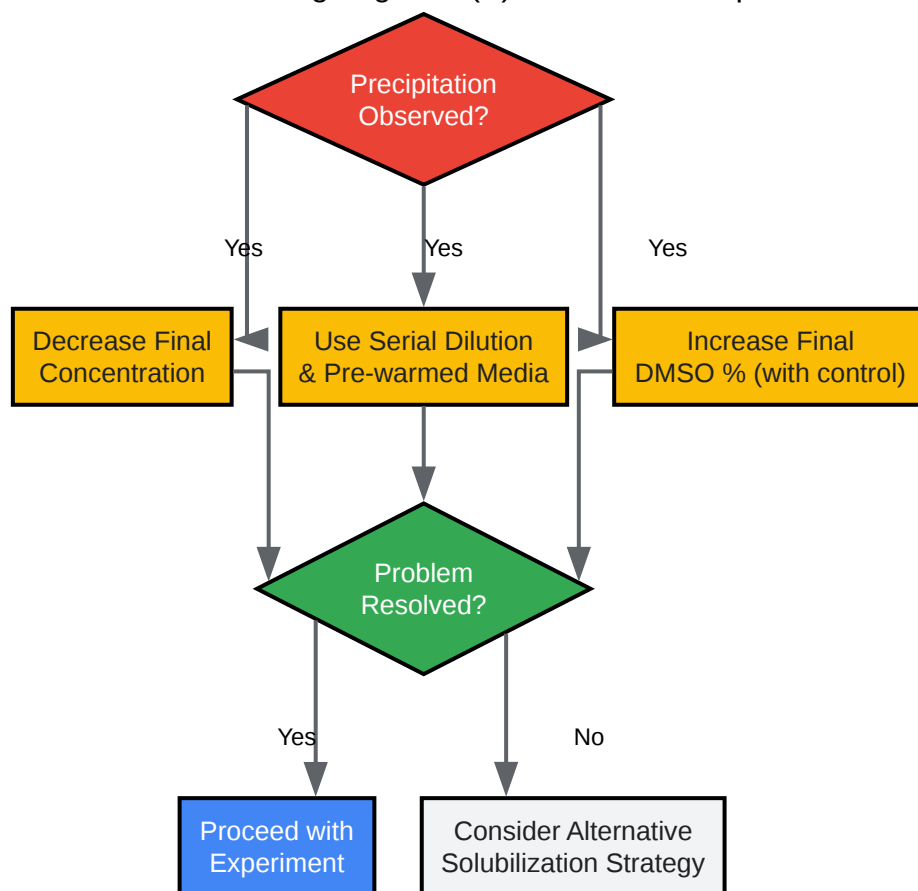 Precipitation
Observed?
Yes
Yes
Yes
Decrease Final
Concentration
Use Serial Dilution
& Pre-warmed Media
Increase Final
DMSO % (with control)
Problem
Resolved?
Yes
No
Proceed with
Experiment
Consider Alternative
Solubilization Strategy